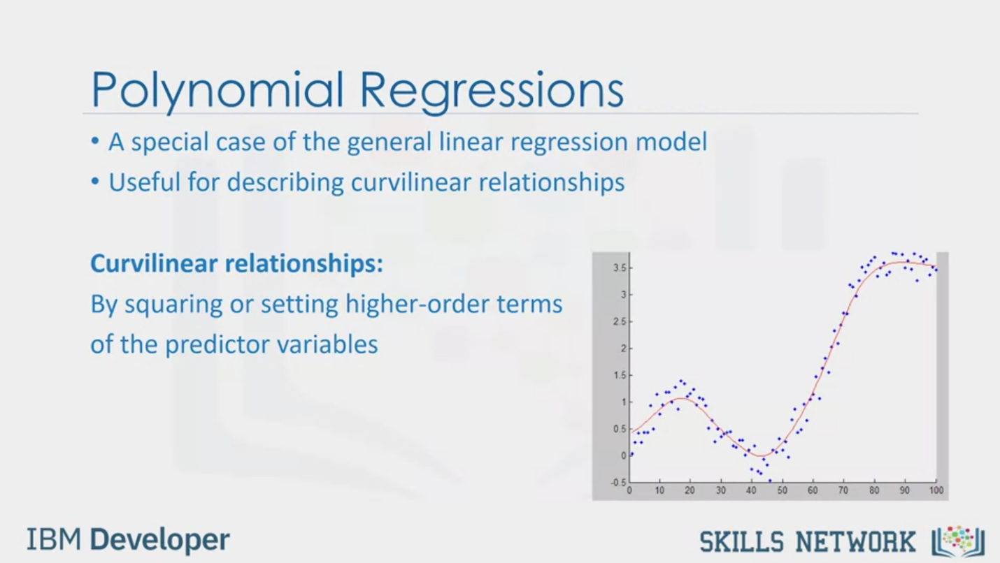 Polynomial Regressions
• A special case of the general linear regression model
• Useful for describing curvilinear relationships
Curvilinear relationships:
By squaring or setting higher-order terms
of the predictor variables
3.5
3
2.5
2
1.5
1
0.5
0
-0.5
0 10 20 30 40 50 60 70 80 90 100
IBM Developer
SKILLS NETWORK